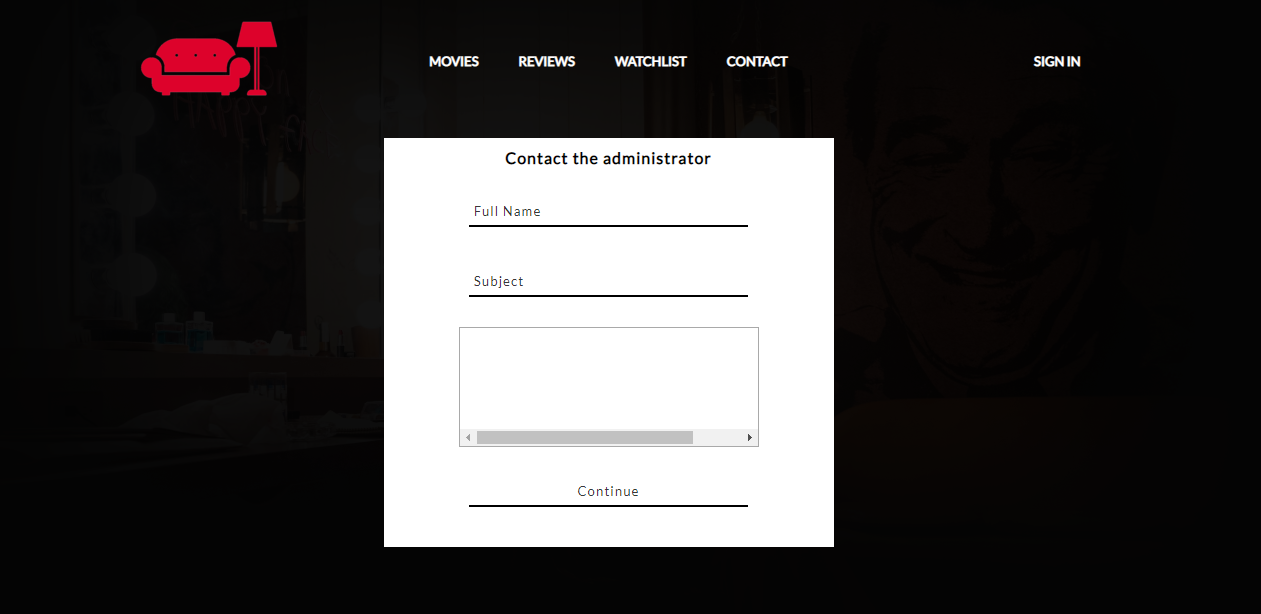 MOVIES REVIEWS WATCHLIST CONTACT SIGN IN
Contact the administrator
Full Name
Subject
Continue